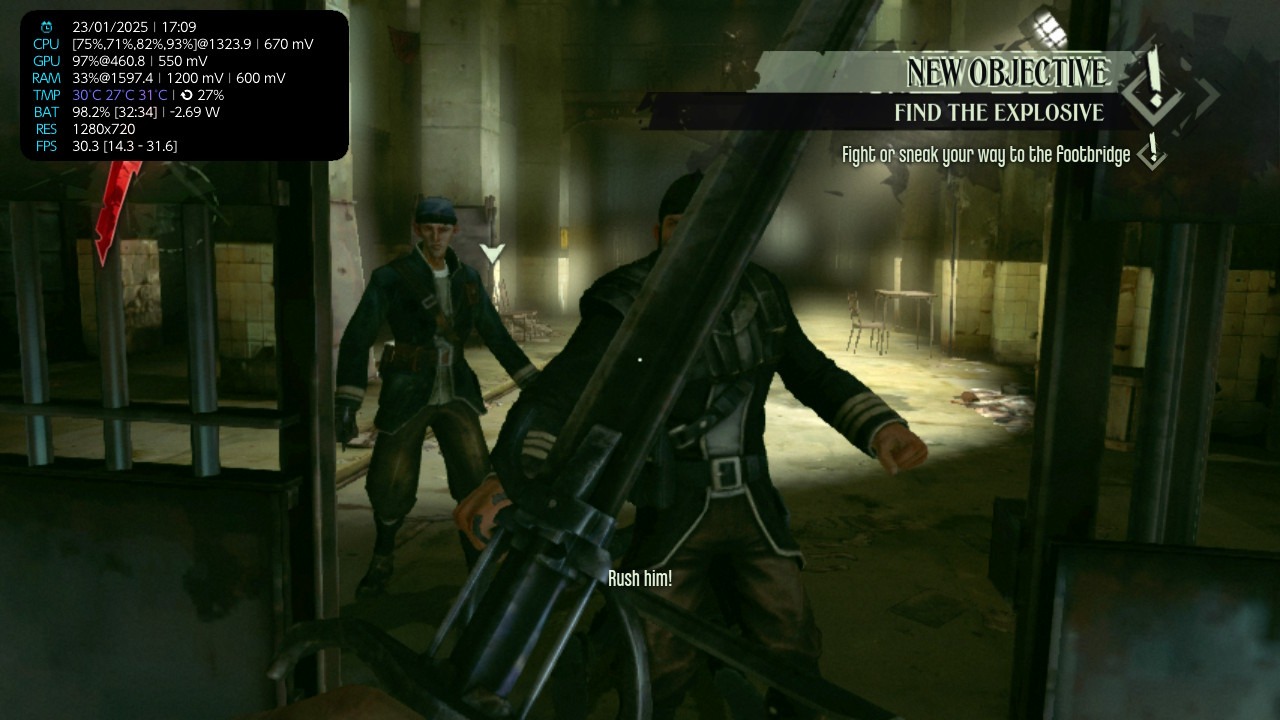 23/01/2025 | 17:09
CPU [75%,71%,82%,93%]@1323.9 | 670 mV
GPU 97%@460.8 | 550 mV
RAM 33%@1597.4 | 1200 mV | 600 mV
TMP 30°C 27°C 31°C | 27%
BAT 98.2% [32:34] | -2.69 W
RES 1280x720
FPS 30.3 [14.3 - 31.6]
NEW OBJECTIVE
FIND THE EXPLOSIVE
Fight or sneak your way to the footbridge
Rush him!